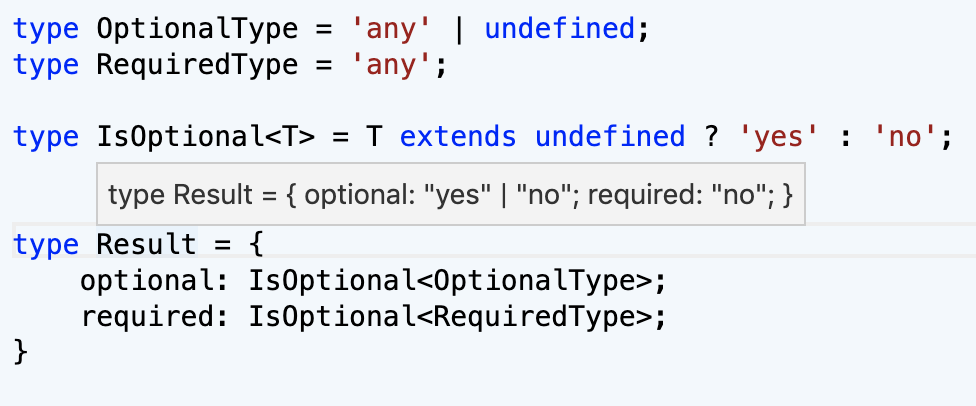 type OptionalType = 'any' | undefined;
type RequiredType = 'any';
type IsOptional<T> = T extends undefined ? 'yes' : 'no';
type Result = { optional: "yes" | "no"; required: "no"; }
type Result = {
    optional: IsOptional<OptionalType>;
    required: IsOptional<RequiredType>;
}